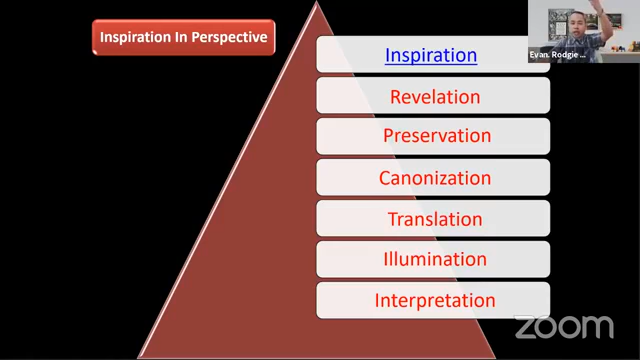 Inspiration In Perspective
Evan. Rodgie ...
Inspiration
Revelation
Preservation
Canonization
Translation
Illumination
Interpretation
zoom